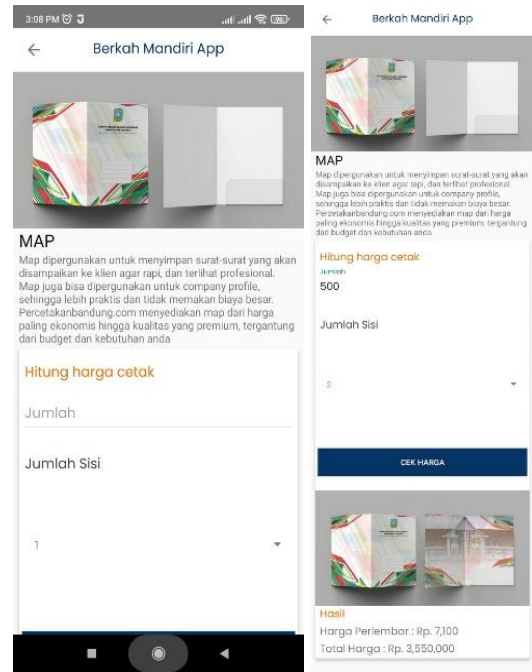 3:08 PM
Berkah Mandiri App
MAP
Map dipergunakan untuk menyimpan surat-surat yang akan
disampaikan ke klien agar rapi, dan terlihat profesional.
Map juga bisa dipergunakan untuk company profile,
sehingga lebih praktis dan tidak memakan biaya besar.
Percetakanbandung.com menyediakan map dari harga
paling ekonomis hingga kualitas yang premium, tergantung
dari budget dan kebutuhan anda
Hitung harga cetak
Jumlah
Jumlah Sisi
1
Berkah Mandiri App
MAP
Map dipergunakan untuk menyimpan surat-surat yang akan
disampaikan ke klien agar rapi, dan terlihat profesional.
Map juga bisa dipergunakan untuk company profile,
sehingga lebih praktis dan tidak memakan biaya besar.
Percetakanbandung.com menyediakan map dari harga
paling ekonomis hingga kualitas yang premium, tergantung
dari budget dan kebutuhan anda
Hitung harga cetak
Jumlah
500
Jumlah Sisi
2
CEK HARGA
Hasil
Harga Perlembar : Rp. 7,100
Total Harga : Rp. 3,550,000